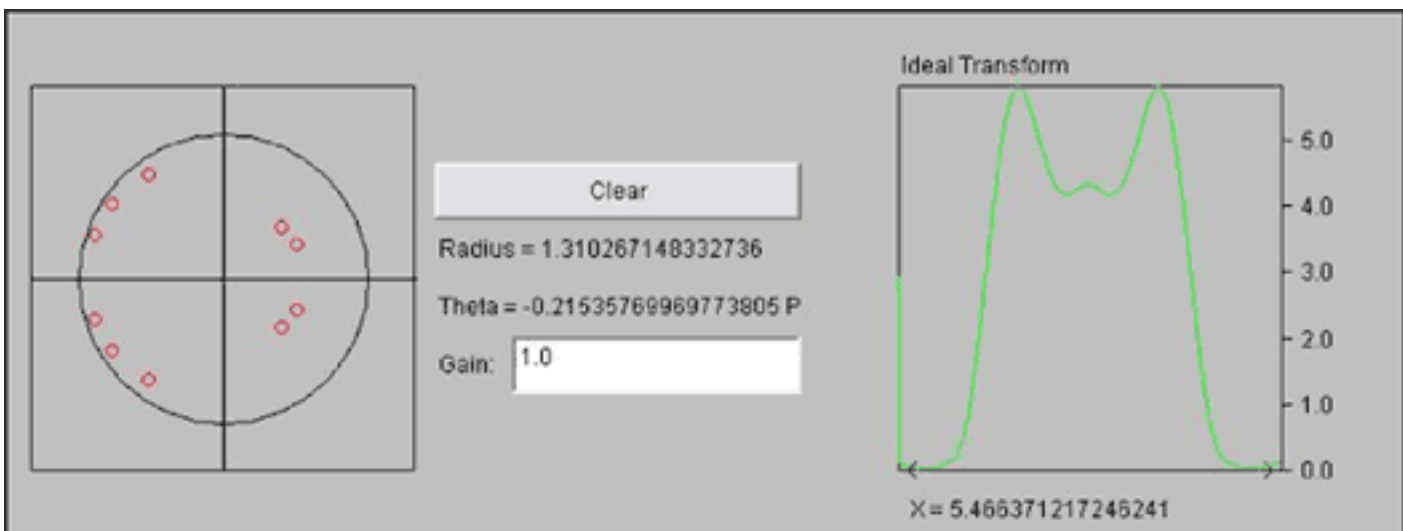 Ideal Transform
Clear
Radius = 1.310267148332736
Theta = -0.21535769969773805 P
Gain: 1.0
5.0
4.0
3.0
2.0
1.0
0.0
X = 5.466371217246241